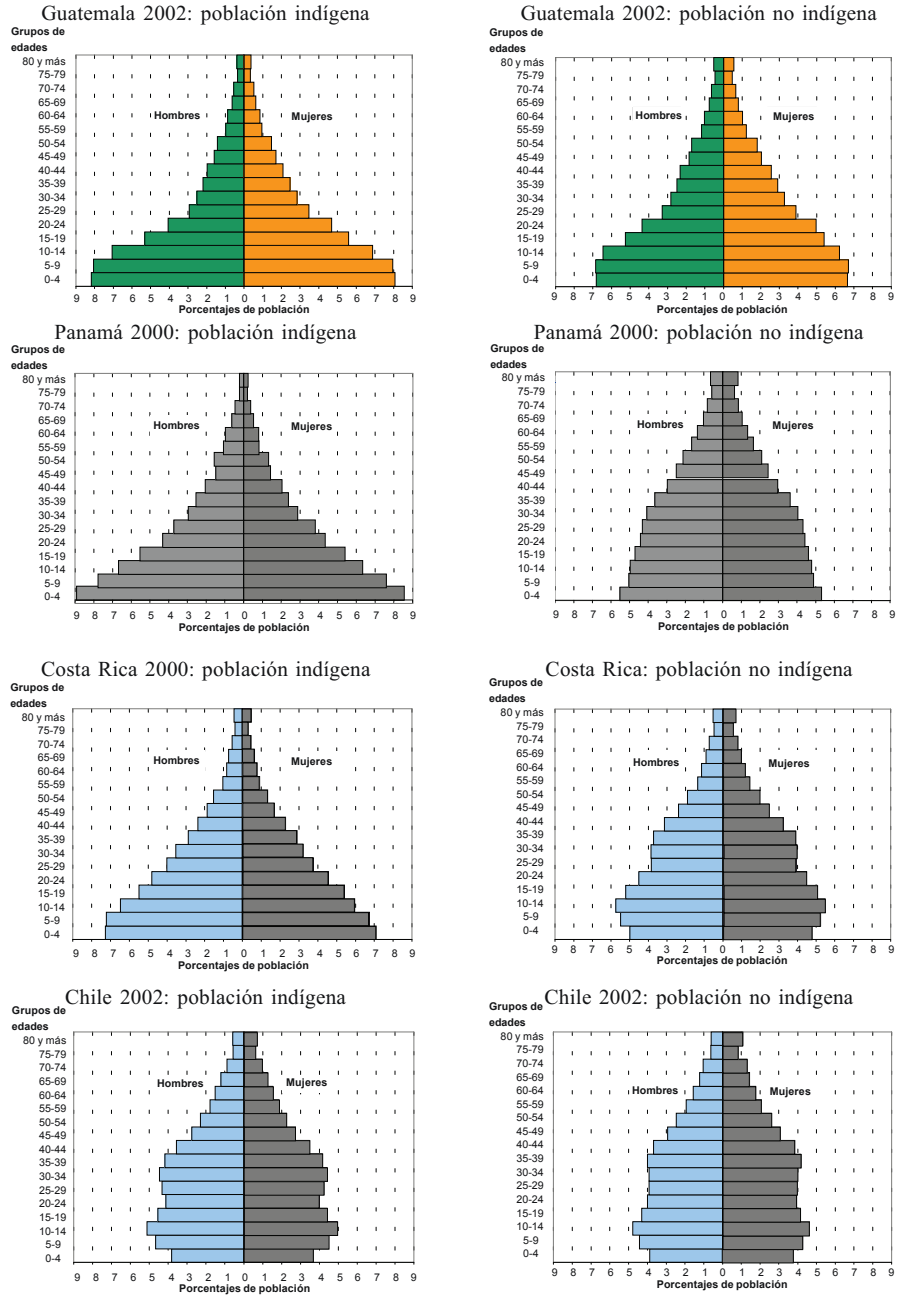 Guatemala 2002: población indígena
Grupos de
edades
80 y más
75-79
70-74
65-69
60-64
55-59
50-54
45-49
40-44
35-39
30-34
25-29
20-24
15-19
10-14
5-9
0-4
Hombres
Mujeres
9 8 7 6 5 4 3 2 1 0 1 2 3 4 5 6 7 8 9
Porcentajes de población
Guatemala 2002: población no indígena
Grupos de
edades
80 y más
75-79
70-74
65-69
60-64
55-59
50-54
45-49
40-44
35-39
30-34
25-29
20-24
15-19
10-14
5-9
0-4
Hombres
Mujeres
9 8 7 6 5 4 3 2 1 0 1 2 3 4 5 6 7 8 9
Porcentajes de población
Panamá 2000: población indígena
Grupos de
edades
80 y más
75-79
70-74
65-69
60-64
55-59
50-54
45-49
40-44
35-39
30-34
25-29
20-24
15-19
10-14
5-9
0-4
Hombres
Mujeres
9 8 7 6 5 4 3 2 1 0 1 2 3 4 5 6 7 8 9
Porcentajes de población
Panamá 2000: población no indígena
Grupos de
edades
80 y más
75-79
70-74
65-69
60-64
55-59
50-54
45-49
40-44
35-39
30-34
25-29
20-24
15-19
10-14
5-9
0-4
Hombres
Mujeres
9 8 7 6 5 4 3 2 1 0 1 2 3 4 5 6 7 8 9
Porcentajes de población
Costa Rica 2000: población indígena
Grupos de
edades
80 y más
75-79
70-74
65-69
60-64
55-59
50-54
45-49
40-44
35-39
30-34
25-29
20-24
15-19
10-14
5-9
0-4
Hombres
Mujeres
9 8 7 6 5 4 3 2 1 0 1 2 3 4 5 6 7 8 9
Porcentajes de población
Costa Rica: población no indígena
Grupos de
edades
80 y más
75-79
70-74
65-69
60-64
55-59
50-54
45-49
40-44
35-39
30-34
25-29
20-24
15-19
10-14
5-9
0-4
Hombres
Mujeres
9 8 7 6 5 4 3 2 1 0 1 2 3 4 5 6 7 8 9
Porcentajes de población
Chile 2002: población indígena
Grupos de
edades
80 y más
75-79
70-74
65-69
60-64
55-59
50-54
45-49
40-44
35-39
30-34
25-29
20-24
15-19
10-14
5-9
0-4
Hombres
Mujeres
9 8 7 6 5 4 3 2 1 0 1 2 3 4 5 6 7 8 9
Porcentajes de población
Chile 2002: población no indígena
Grupos de
edades
80 y más
75-79
70-74
65-69
60-64
55-59
50-54
45-49
40-44
35-39
30-34
25-29
20-24
15-19
10-14
5-9
0-4
Hombres
Mujeres
9 8 7 6 5 4 3 2 1 0 1 2 3 4 5 6 7 8 9
Porcentajes de población